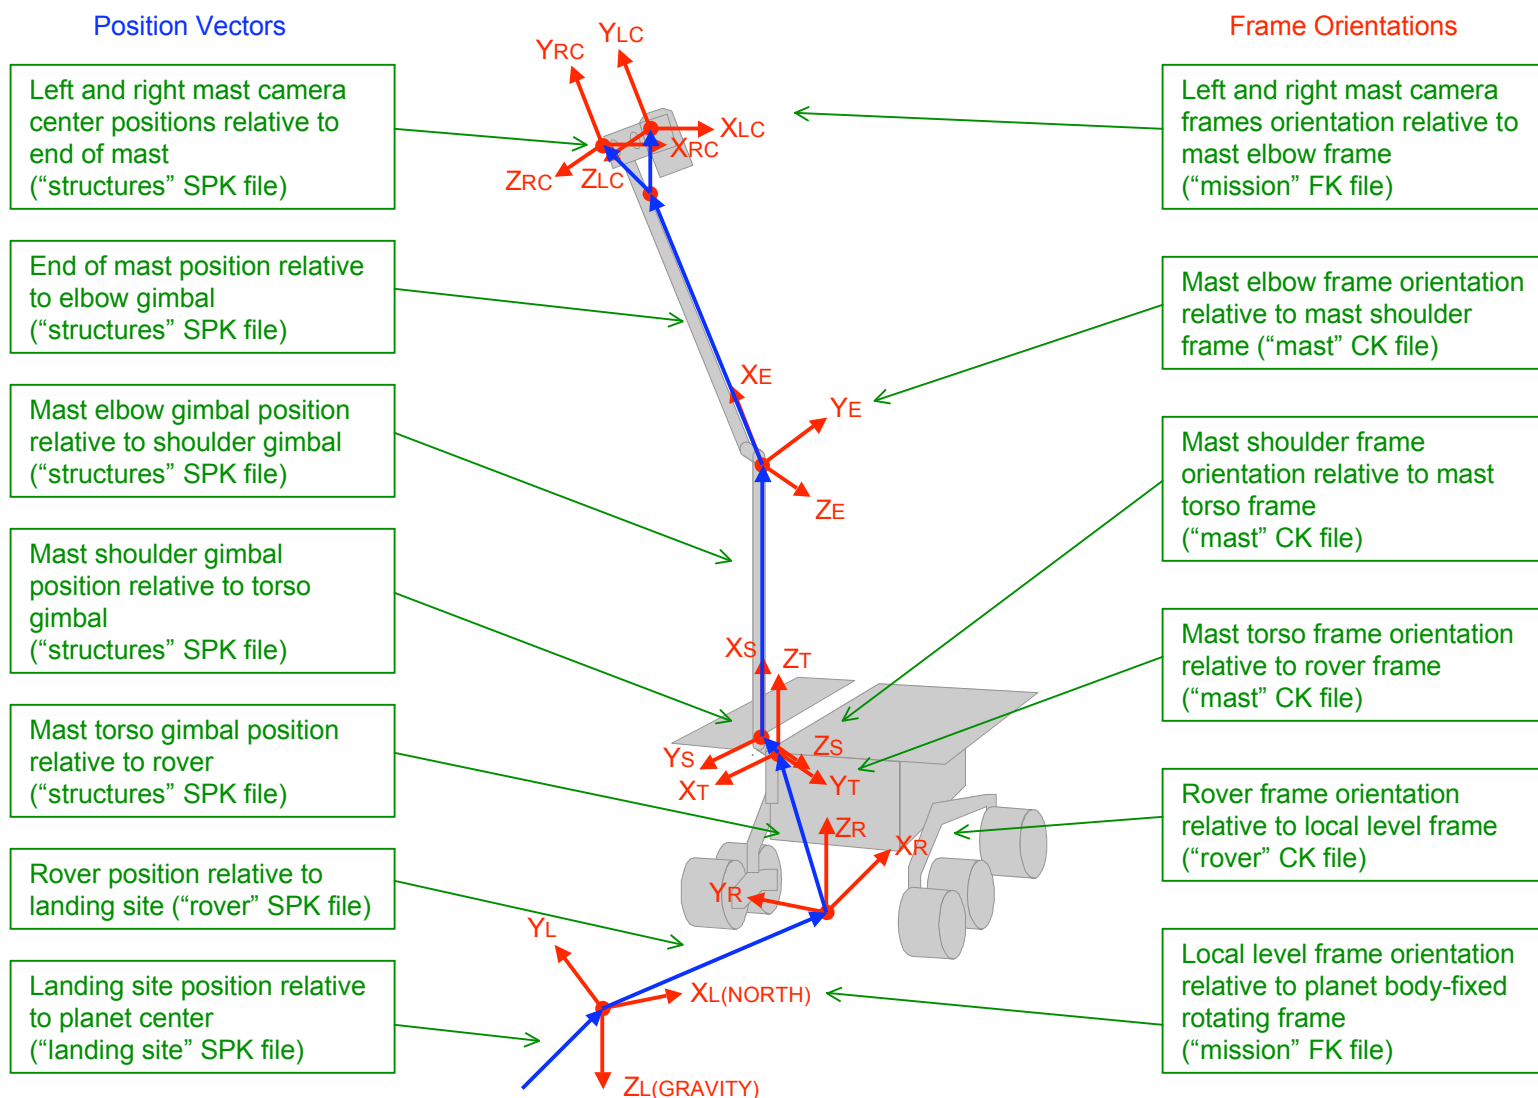 Position Vectors
Frame Orientations
Left and right mast camera
center positions relative to
end of mast
(“structures” SPK file)
End of mast position relative
to elbow gimbal
(“structures” SPK file)
Mast elbow gimbal position
relative to shoulder gimbal
(“structures” SPK file)
Mast shoulder gimbal
position relative to torso
gimbal
(“structures” SPK file)
Mast torso gimbal position
relative to rover
(“structures” SPK file)
Rover position relative to
landing site (“rover” SPK file)
Landing site position relative
to planet center
(“landing site” SPK file)
YLC
YRC
XLC
XRC
ZRC
ZLC
XE
YE
ZE
XS
ZT
YS
ZS
XT
YT
ZR
XR
YR
YL
XL(NORTH)
ZL(GRAVITY)
Left and right mast camera
frames orientation relative to
mast elbow frame
(“mission” FK file)
Mast elbow frame orientation
relative to mast shoulder
frame (“mast” CK file)
Mast shoulder frame
orientation relative to mast
torso frame
(“mast” CK file)
Mast torso frame orientation
relative to rover frame
(“mast” CK file)
Rover frame orientation
relative to local level frame
(“rover” CK file)
Local level frame orientation
relative to planet body-fixed
rotating frame
(“mission” FK file)